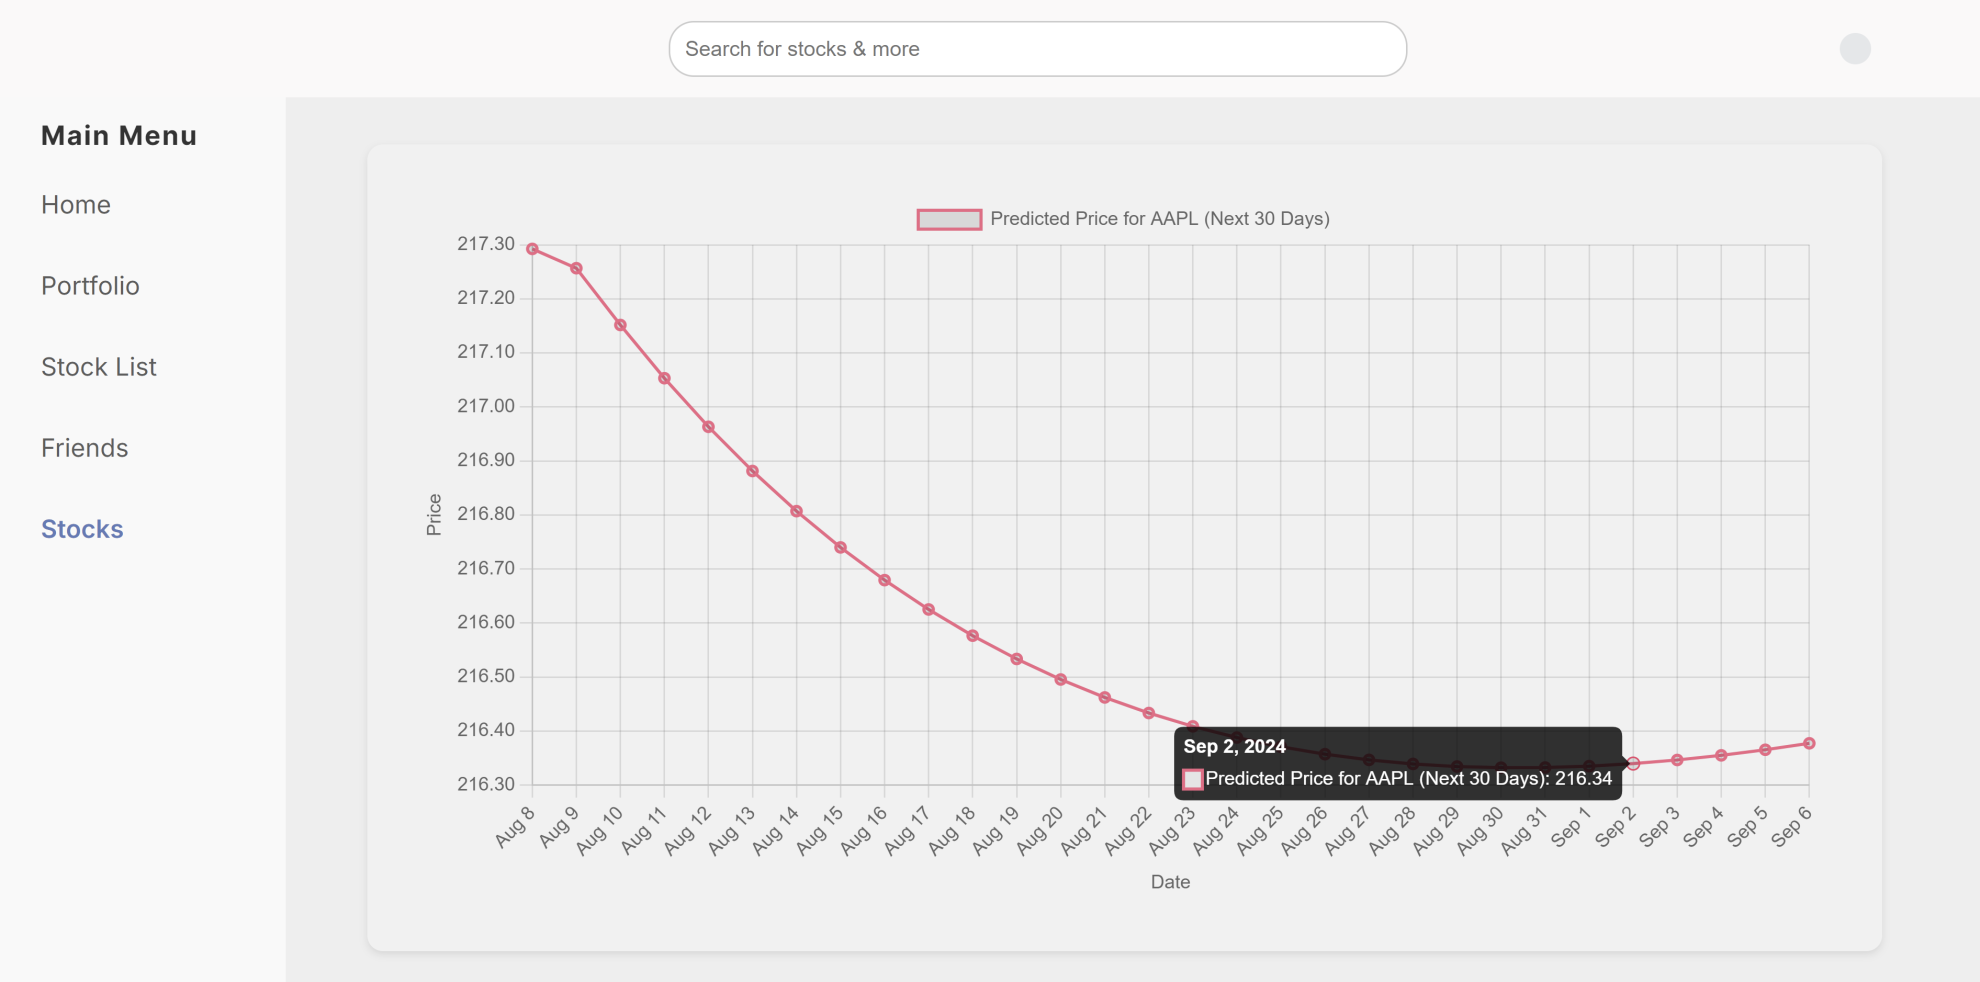 Search for stocks & more
Main Menu
Home
Portfolio
Stock List
Friends
Stocks
Predicted Price for AAPL (Next 30 Days)
217.30
217.20
217.10
217.00
216.90
216.80
216.70
216.60
216.50
216.40
216.30
Price
Sep 2, 2024
Predicted Price for AAPL (Next 30 Days): 216.34
Aug 8
Aug 9
Aug 10
Aug 11
Aug 12
Aug 13
Aug 14
Aug 15
Aug 16
Aug 17
Aug 18
Aug 19
Aug 20
Aug 21
Aug 22
Aug 23
Aug 24
Aug 25
Aug 26
Aug 27
Aug 28
Aug 29
Aug 30
Aug 31
Sep 1
Sep 2
Sep 3
Sep 4
Sep 5
Sep 6
Date